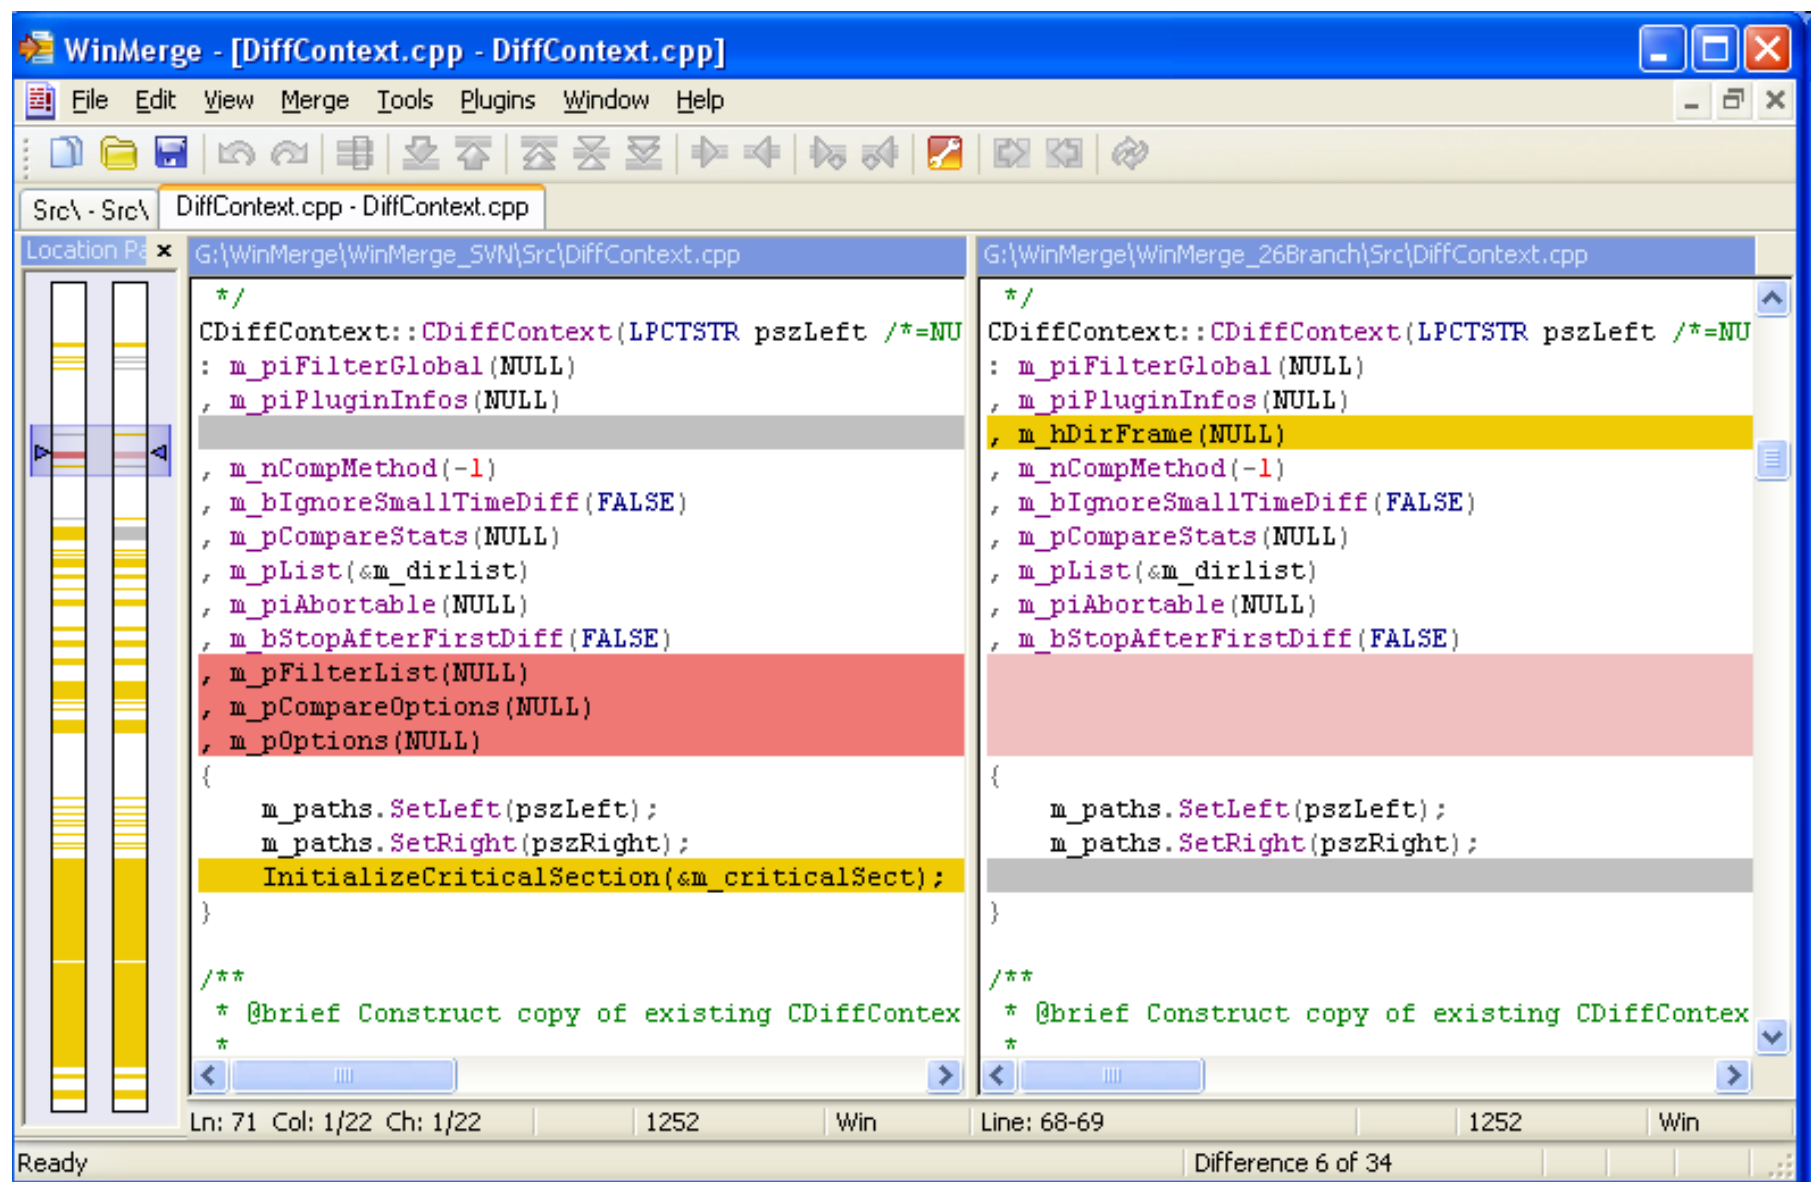 WinMerge - [DiffContext.cpp - DiffContext.cpp]
File Edit View Merge Tools Plugins Window Help
Src\ - Src\ DiffContext.cpp - DiffContext.cpp
Location Pa
G:\WinMerge\WinMerge_SVN\Src\DiffContext.cpp
*/
CDiffContext::CDiffContext(LPCTSTR pszLeft /*=NU
: m_piFilterGlobal(NULL)
, m_piPluginInfos(NULL)
, m_nCompMethod(-1)
, m_bIgnoreSmallTimeDiff(FALSE)
, m_pCompareStats(NULL)
, m_pList(&m_dirlist)
, m_piAbortable(NULL)
, m_bStopAfterFirstDiff(FALSE)
, m_pFilterList(NULL)
, m_pCompareOptions(NULL)
, m_pOptions(NULL)
{
m_paths.SetLeft(pszLeft);
m_paths.SetRight(pszRight);
InitializeCriticalSection(&m_criticalSect);
}
/**
* @brief Construct copy of existing CDiffContex
*
Ln: 71 Col: 1/22 Ch: 1/22 1252 Win
G:\WinMerge\WinMerge_26Branch\Src\DiffContext.cpp
*/
CDiffContext::CDiffContext(LPCTSTR pszLeft /*=NU
: m_piFilterGlobal(NULL)
, m_piPluginInfos(NULL)
, m_hDirFrame(NULL)
, m_nCompMethod(-1)
, m_bIgnoreSmallTimeDiff(FALSE)
, m_pCompareStats(NULL)
, m_pList(&m_dirlist)
, m_piAbortable(NULL)
, m_bStopAfterFirstDiff(FALSE)
{
m_paths.SetLeft(pszLeft);
m_paths.SetRight(pszRight);
}
/**
* @brief Construct copy of existing CDiffContex
*
Line: 68-69 1252 Win
Ready Difference 6 of 34